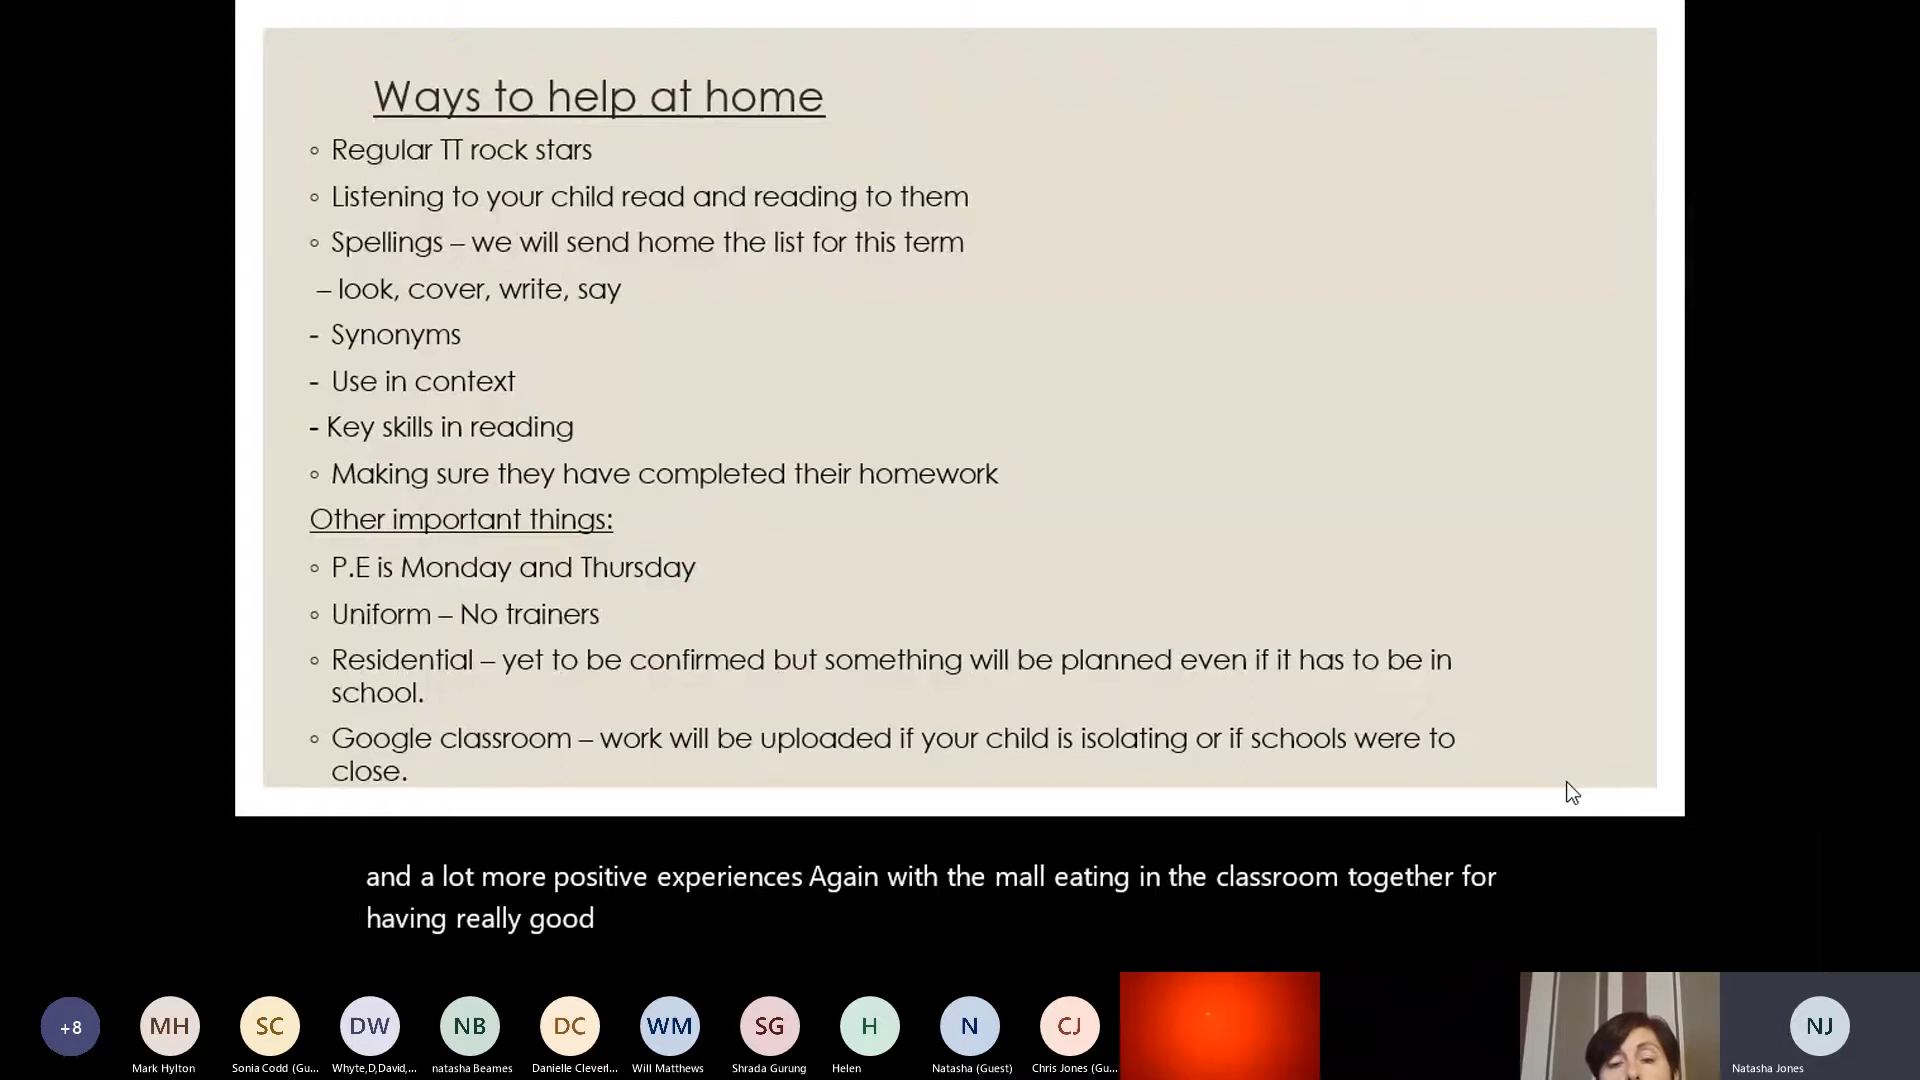 Ways to help at home
◦ Regular TT rock stars
◦ Listening to your child read and reading to them
◦ Spellings – we will send home the list for this term
– look, cover, write, say
- Synonyms
- Use in context
- Key skills in reading
◦ Making sure they have completed their homework
Other important things:
◦ P.E is Monday and Thursday
◦ Uniform – No trainers
◦ Residential – yet to be confirmed but something will be planned even if it has to be in
school.
◦ Google classroom – work will be uploaded if your child is isolating or if schools were to
close.
and a lot more positive experiences Again with the mall eating in the classroom together for
having really good
+8 MH SC DW NB DC WM SG H N CJ NJ
Mark Hylton Sonia Codd (Gu... Whyte,D,David,... natasha Beames Danielle Cleverl... Will Matthews Shrada Gurung Helen Natasha (Guest) Chris Jones (Gu... Natasha Jones